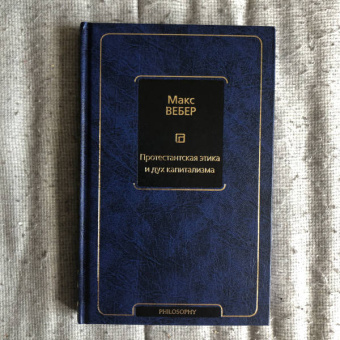 Макс
ВЕБЕР
Протестантская этика
и дух капитализма
PHILOSOPHY